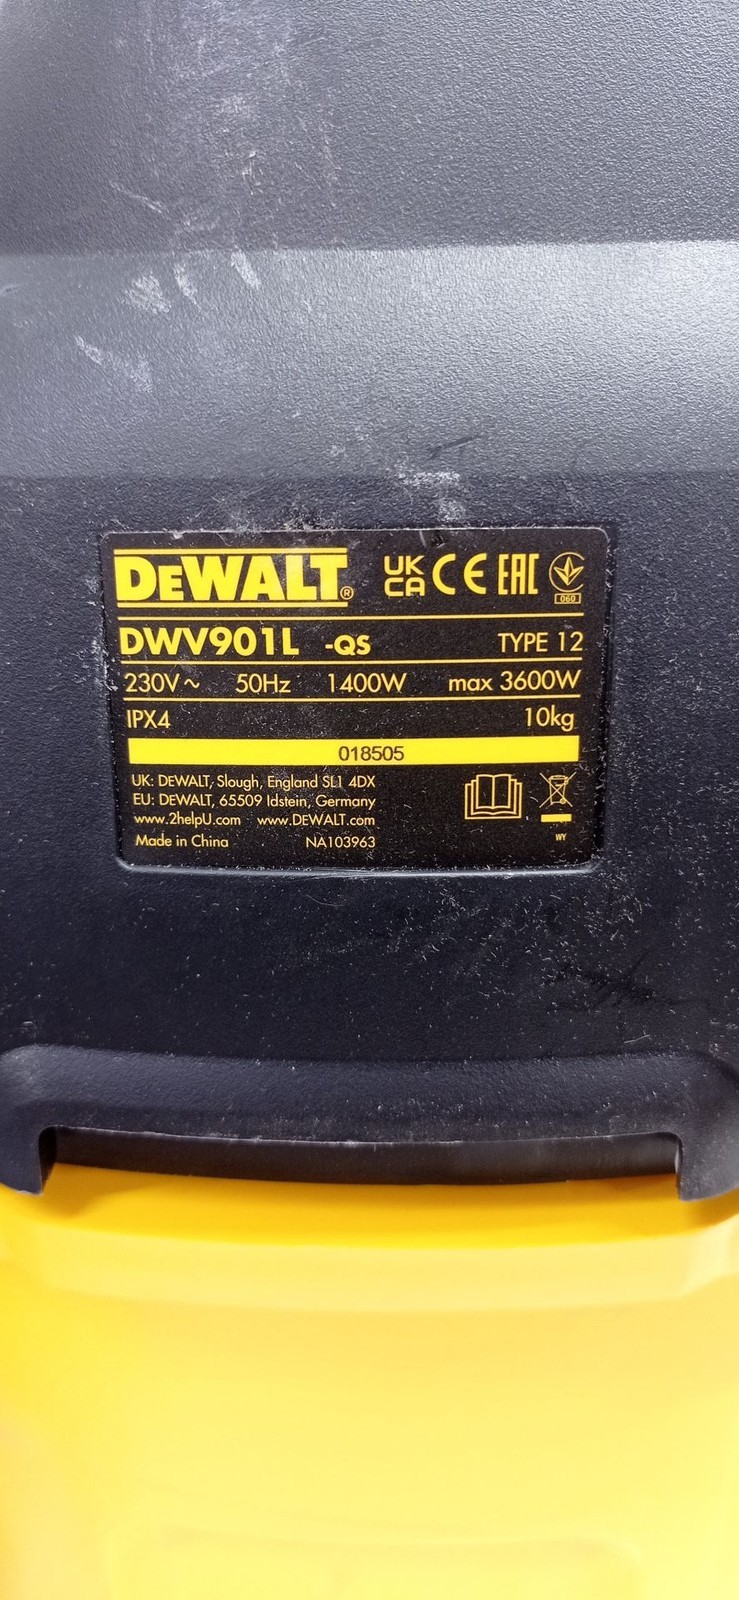 DEWALT®
UK CA CE EAC
060
DWV901L -QS TYPE 12
230V~ 50Hz 1400W max 3600W
IPX4 10kg
018505
UK: DEWALT, Slough, England SL1 4DX
EU: DEWALT, 65509 Idstein, Germany
www.2helpU.com www.DEWALT.com
Made in China NA103963
WY